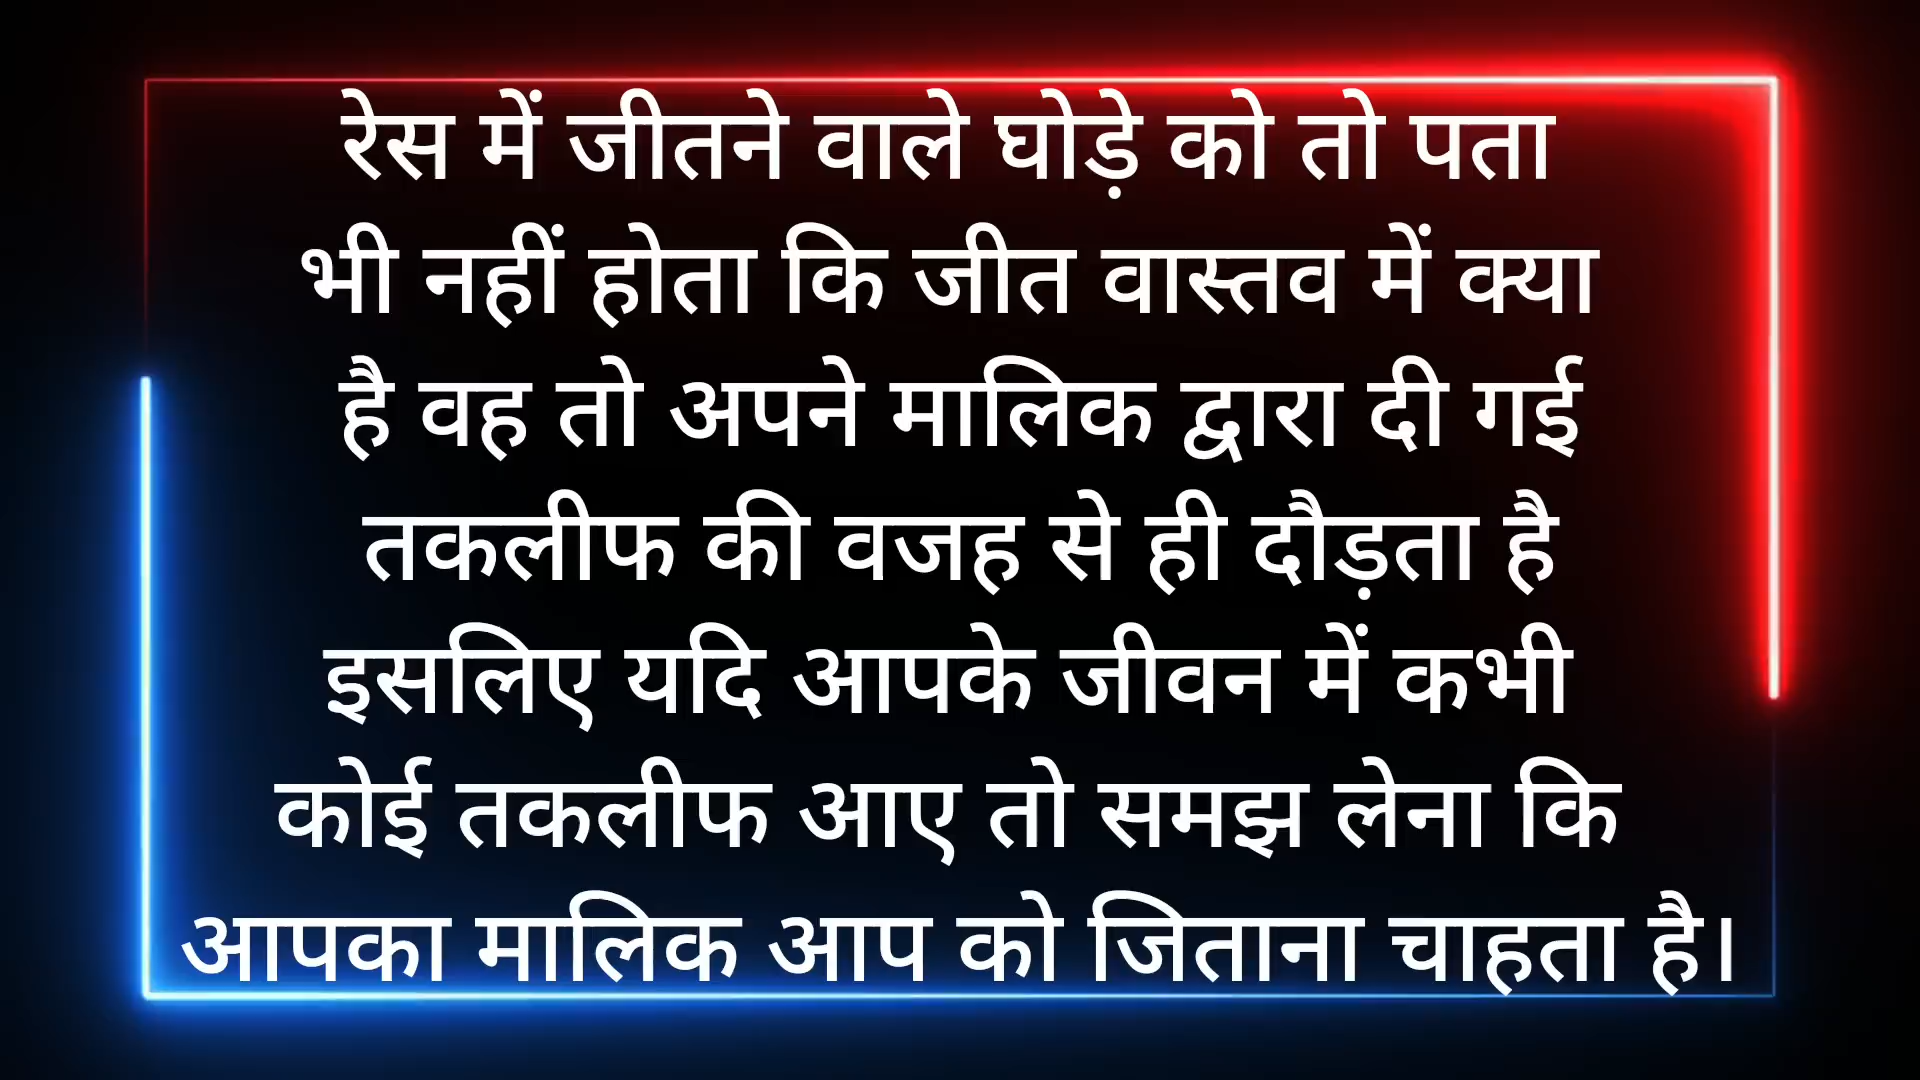 रेस में जीतने वाले घोड़े को तो पता
भी नहीं होता कि जीत वास्तव में क्या
है वह तो अपने मालिक द्वारा दी गई
तकलीफ की वजह से ही दौड़ता है
इसलिए यदि आपके जीवन में कभी
कोई तकलीफ आए तो समझ लेना कि
आपका मालिक आप को जिताना चाहता है।